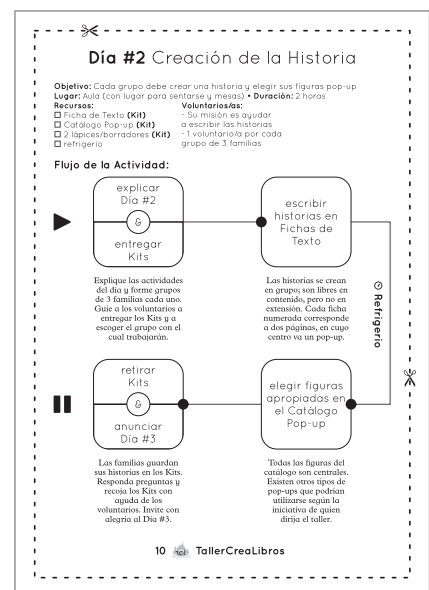 Día #2 Creación de la Historia
Objetivo: Cada grupo debe crear una historia y elegir sus figuras pop-up
Lugar: Aula (con lugar para sentarse y mesas) • Duración: 2 horas
Recursos:
☐ Ficha de Texto (Kit)
☐ Catálogo Pop-up (Kit)
☐ 2 lápices/borradores (Kit)
☐ refrigerio
Voluntarios/as:
- Su misión es ayudar
a escribir las historias
- 1 voluntario/a por cada
grupo de 3 familias
Flujo de la Actividad:
explicar
Día #2
&
entregar
Kits
Explique las actividades
del día y forme grupos
de 3 familias cada uno.
Guíe a los voluntarios a
entregar los Kits y a
escoger el grupo con el
cual trabajarán.
escribir
historias en
Fichas de
Texto
Las historias se crean
en grupo; son libres en
contenido, pero no en
extensión. Cada ficha
numerada corresponde
a dos páginas, en cuyo
centro va un pop-up.
Refrigerio
retirar
Kits
&
anunciar
Día #3
Las familias guardan
sus historias en los Kits.
Responda preguntas y
recoja los Kits con
ayuda de los
voluntarios. Invite con
alegría al Día #3.
elegir figuras
apropiadas en
el Catálogo
Pop-up
Todas las figuras del
catálogo son centrales.
Existen otros tipos de
pop-ups que podrían
utilizarse según la
iniciativa de quien
dirija el taller.
10 TallerCreaLibros